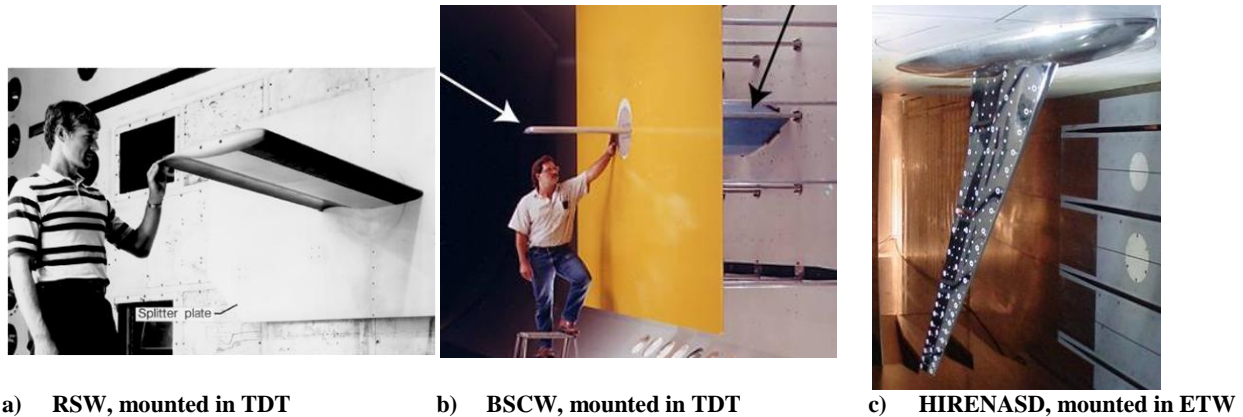 Splitter plate
a) RSW, mounted in TDT
b) BSCW, mounted in TDT
c) HIRENASD, mounted in ETW